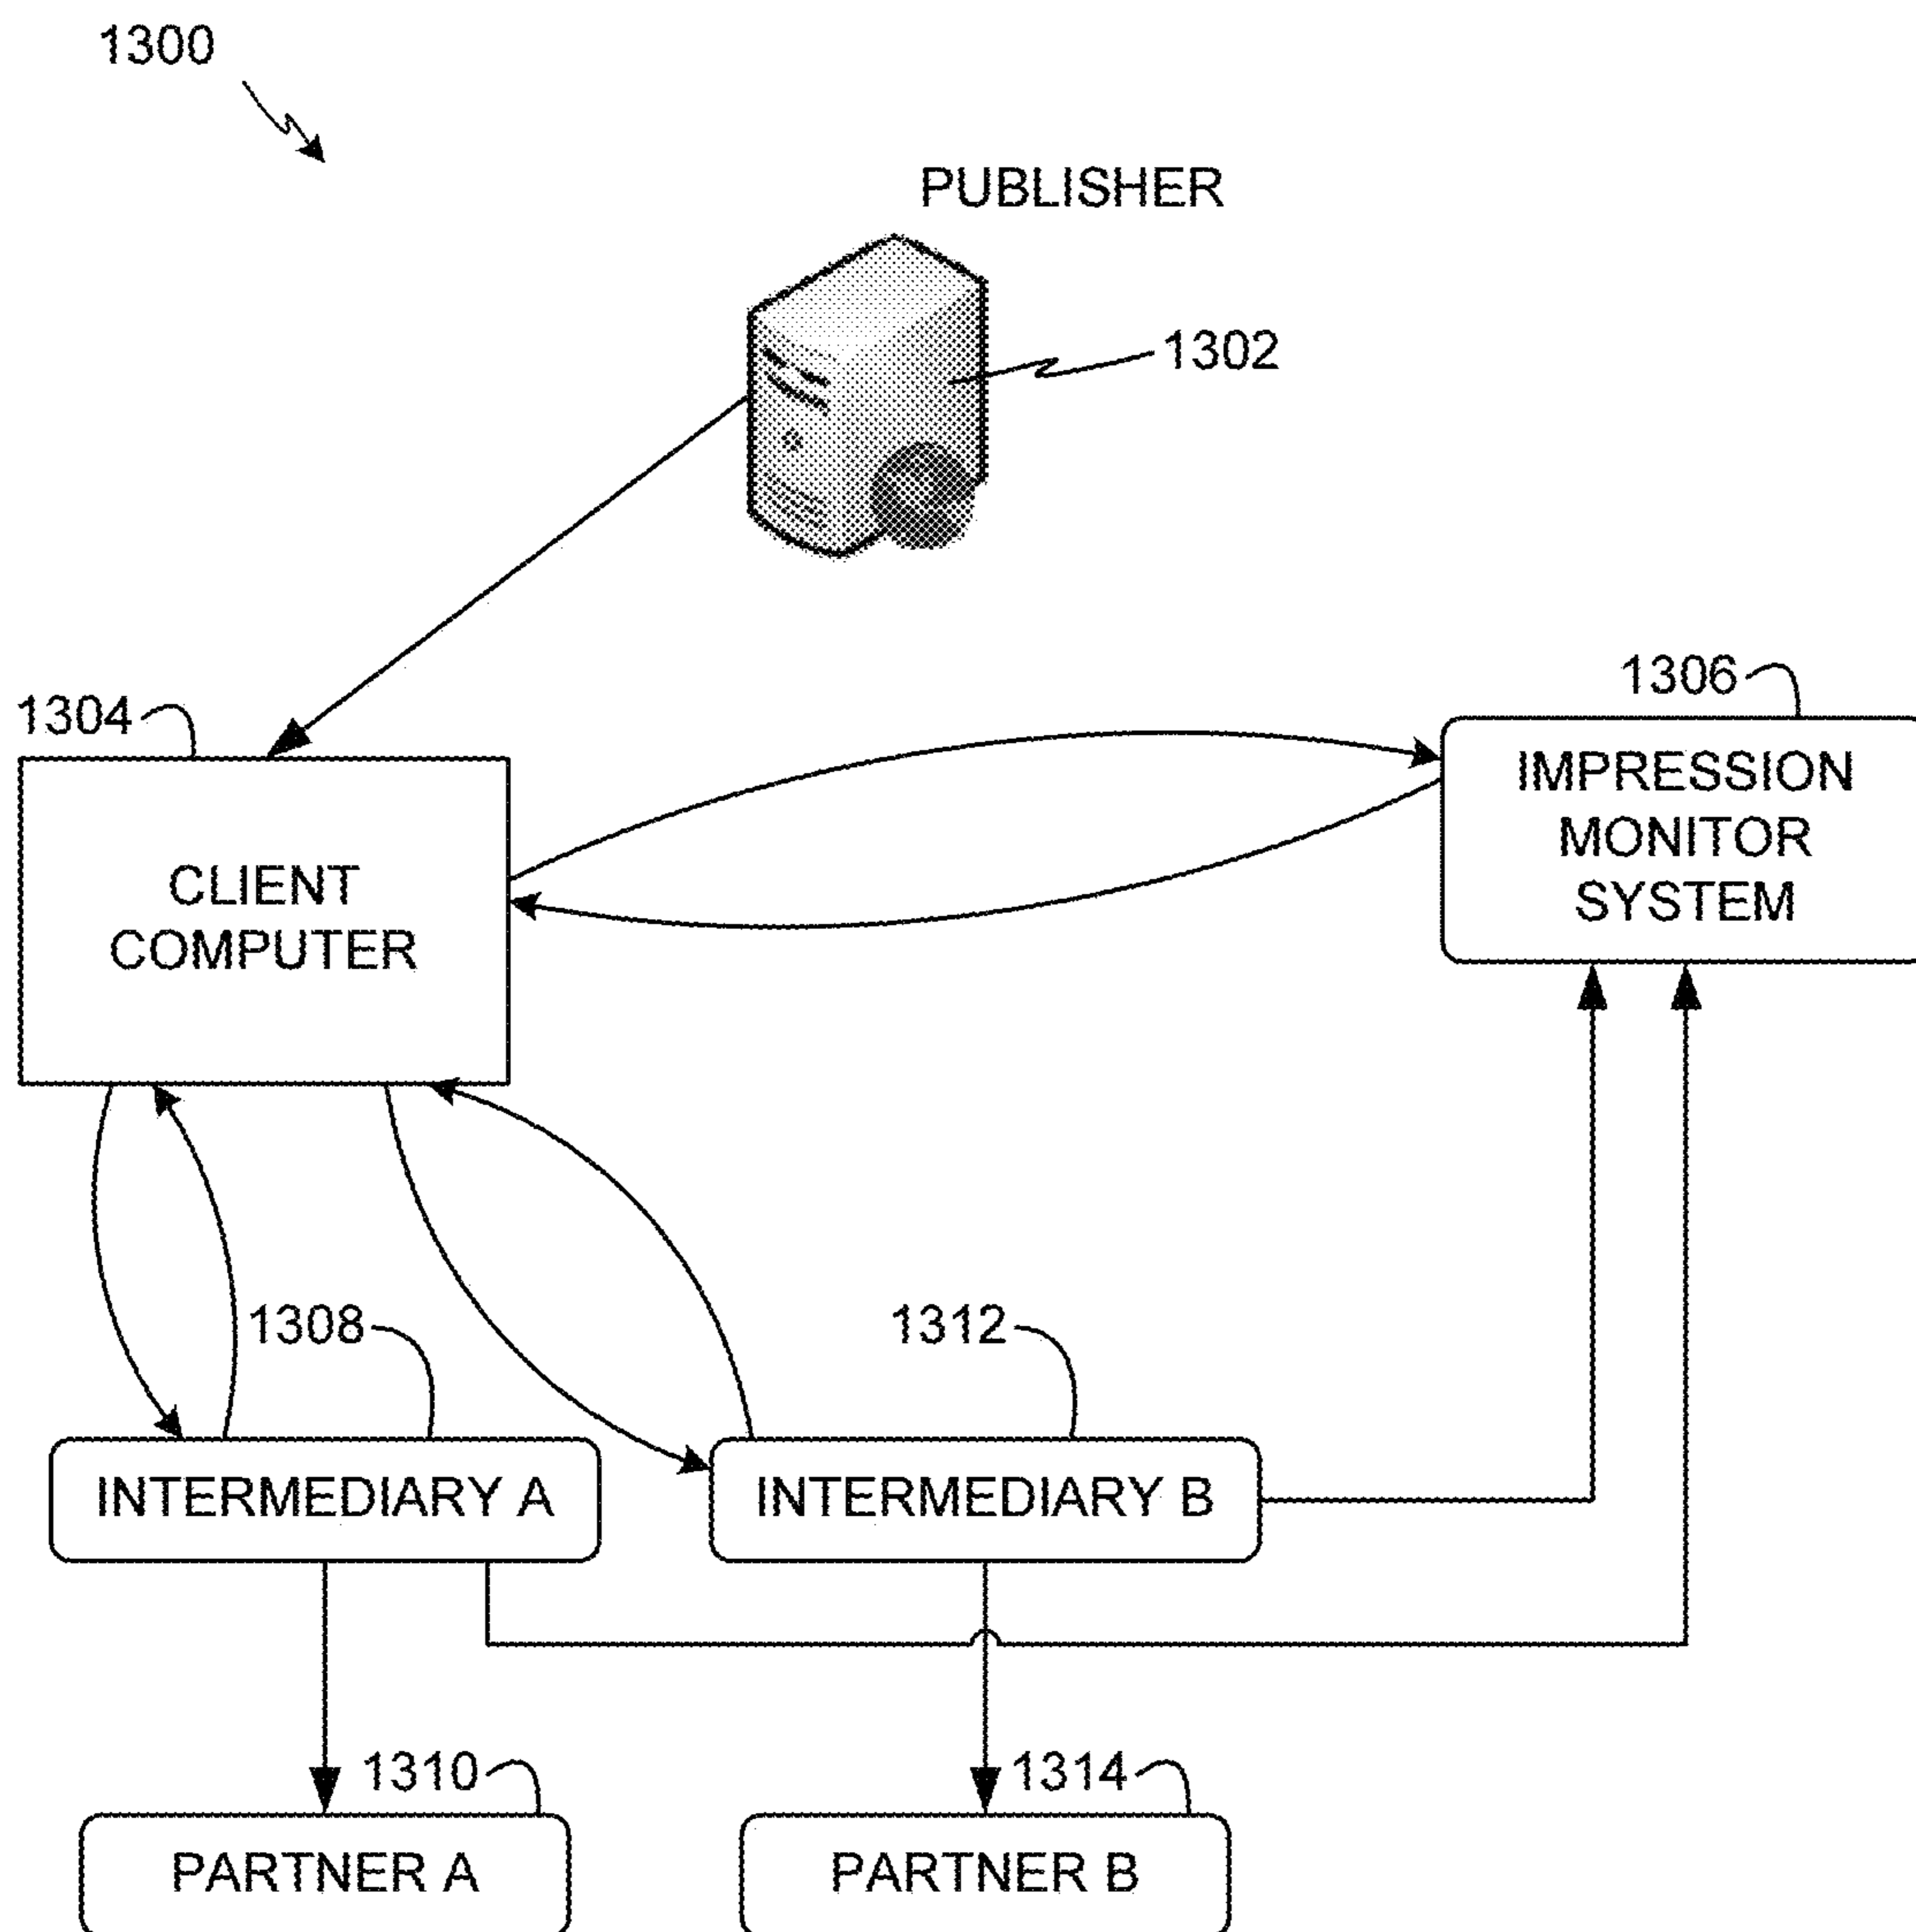 1300
PUBLISHER
1302
1304
1306
CLIENT
COMPUTER
IMPRESSION
MONITOR
SYSTEM
1308
1312
INTERMEDIARY A
INTERMEDIARY B
1310
1314
PARTNER A
PARTNER B